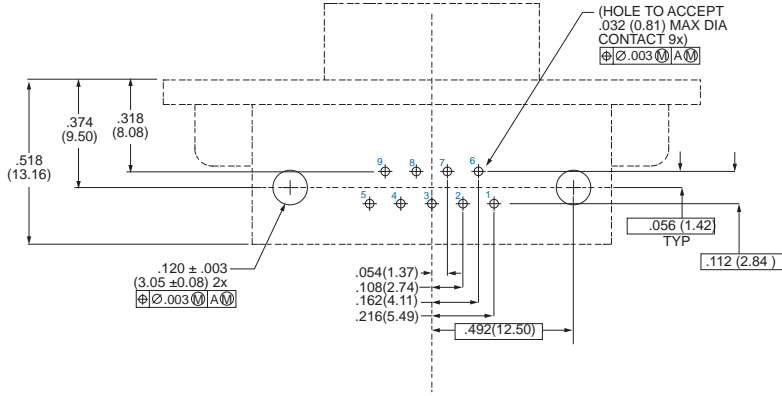 (HOLE TO ACCEPT
.032 (0.81) MAX DIA
CONTACT 9x)
⌖ ∅.003 Ⓜ A Ⓜ
.318
(8.08)
.374
(9.50)
.518
(13.16)
9 8 7 6
5 4 3 2 1
.056 (1.42)
TYP
.112 (2.84 )
.120 ± .003
(3.05 ±0.08) 2x
⌖ ∅.003 Ⓜ A Ⓜ
.054(1.37)
.108(2.74)
.162(4.11)
.216(5.49)
.492(12.50)